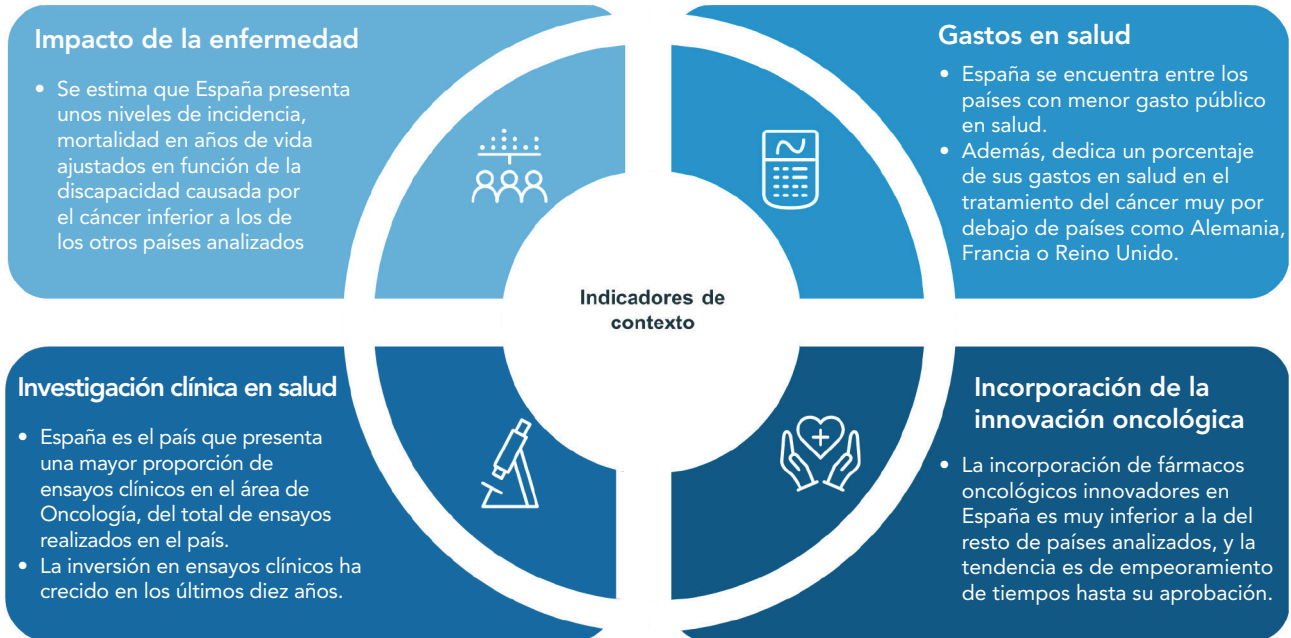 Impacto de la enfermedad
• Se estima que España presenta
unos niveles de incidencia,
mortalidad en años de vida
ajustados en función de la
discapacidad causada por
el cáncer inferior a los de
los otros países analizados
Gastos en salud
• España se encuentra entre los
países con menor gasto público
en salud.
• Además, dedica un porcentaje
de sus gastos en salud en el
tratamiento del cáncer muy por
debajo de países como Alemania,
Francia o Reino Unido.
Indicadores de
contexto
Investigación clínica en salud
• España es el país que presenta
una mayor proporción de
ensayos clínicos en el área de
Oncología, del total de ensayos
realizados en el país.
• La inversión en ensayos clínicos ha
crecido en los últimos diez años.
Incorporación de la
innovación oncológica
• La incorporación de fármacos
oncológicos innovadores en
España es muy inferior a la del
resto de países analizados, y la
tendencia es de empeoramiento
de tiempos hasta su aprobación.